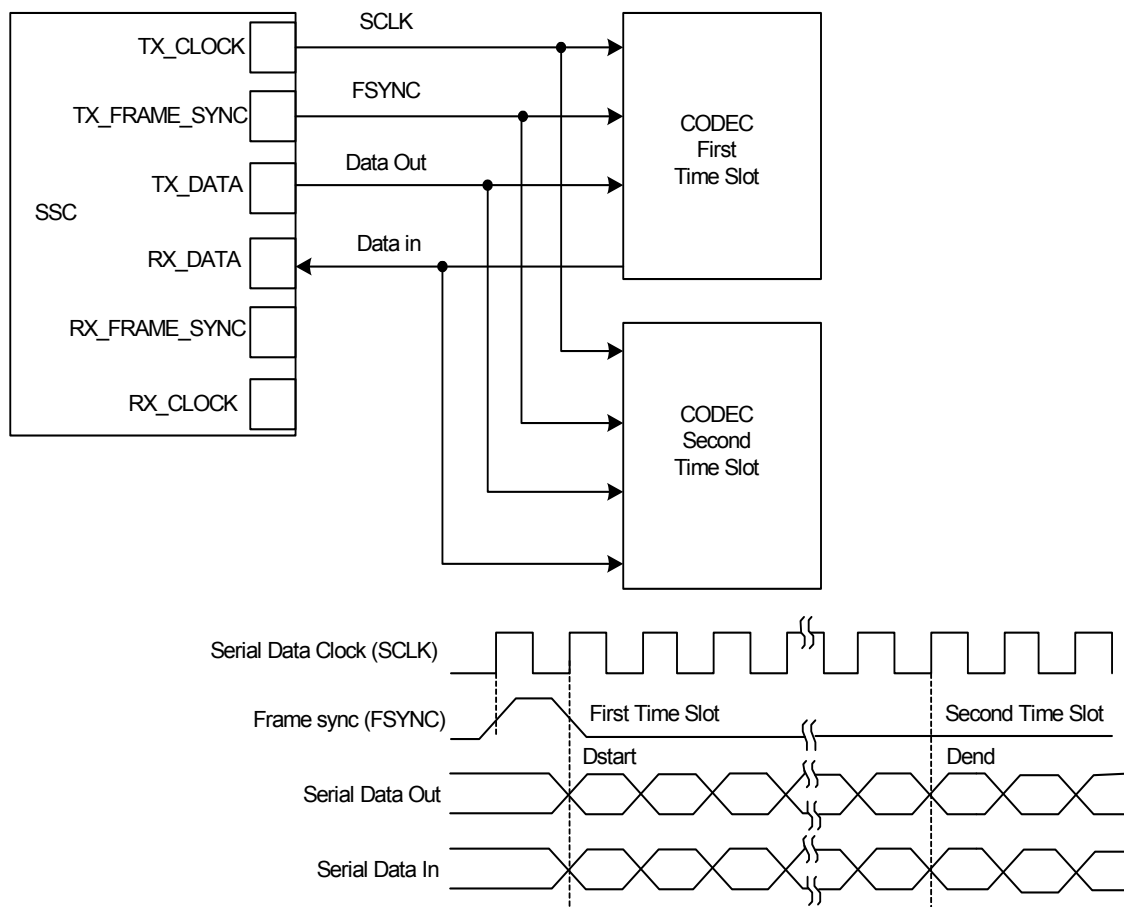 SCLK
TX_CLOCK
FSYNC
TX_FRAME_SYNC
CODEC
First
Time Slot
Data Out
TX_DATA
SSC
Data in
RX_DATA
RX_FRAME_SYNC
RX_CLOCK
CODEC
Second
Time Slot
Serial Data Clock (SCLK)
Frame sync (FSYNC)
First Time Slot
Second Time Slot
Dstart
Dend
Serial Data Out
Serial Data In